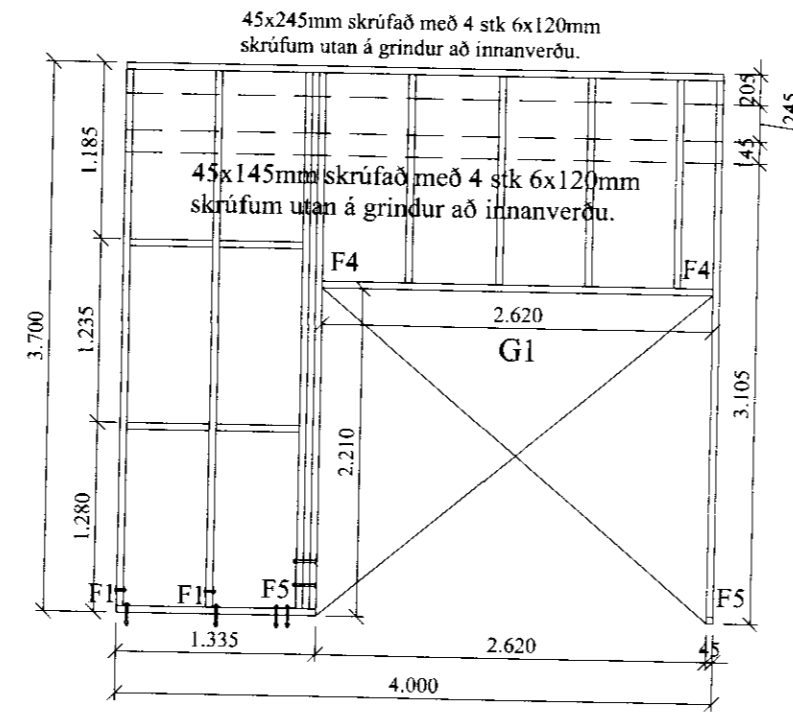 45x245mm skrúfað með 4 stk 6x120mm
skrúfum utan á grindur að innanverðu.
205
245
145
1.185
45x145mm skrúfað með 4 stk 6x120mm
skrúfum utan á grindur að innanverðu.
F4
F4
2.620
G1
3.700
1.235
3.105
2.210
1.280
F1
F1
F5
F5
1.335
2.620
45
4.000